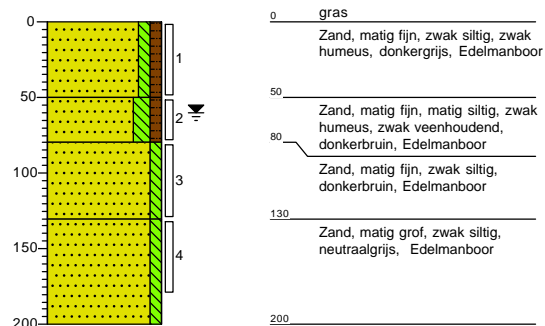 0
50
100
150
200
1
2
3
4
0
gras
Zand, matig fijn, zwak siltig, zwak
humeus, donkergrijs, Edelmanboor
50
Zand, matig fijn, matig siltig, zwak
humeus, zwak veenhoudend,
donkerbruin, Edelmanboor
80
Zand, matig fijn, zwak siltig,
donkerbruin, Edelmanboor
130
Zand, matig grof, zwak siltig,
neutraalgrijs, Edelmanboor
200